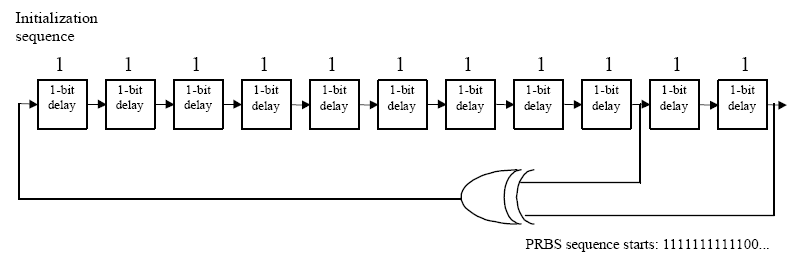 Initialization
sequence
1 1 1 1 1 1 1 1 1 1 1
1-bit 1-bit 1-bit 1-bit 1-bit 1-bit 1-bit 1-bit 1-bit 1-bit 1-bit
delay delay delay delay delay delay delay delay delay delay delay
PRBS sequence starts: 1111111111100...